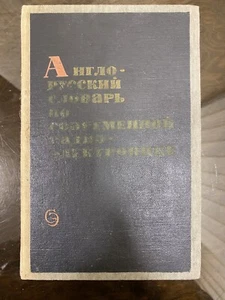 Англо-
русский
словарь
по
современной
радио-
электронике